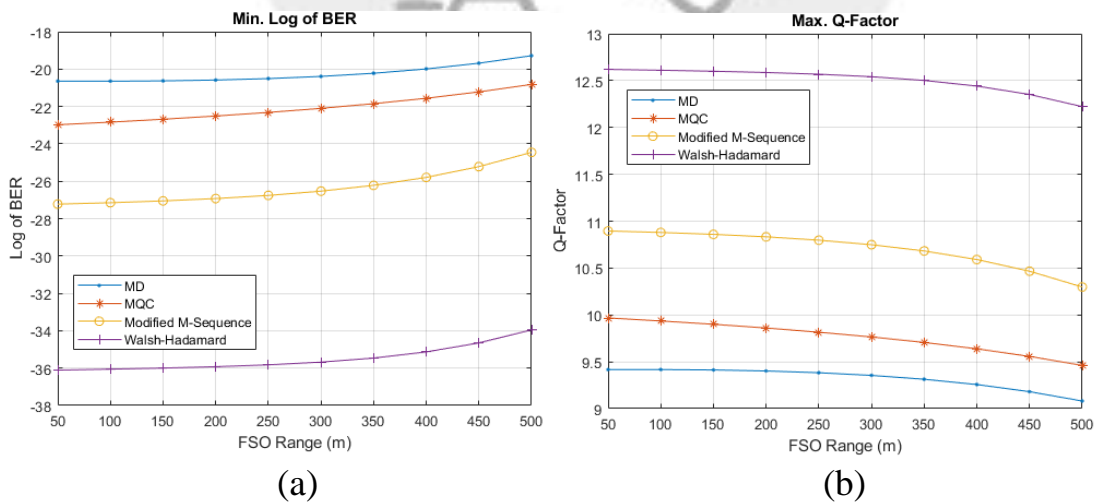 Min. Log of BER
-18
-20
-22
-24
-26
-28
-30
-32
-34
-36
-38
Log of BER
MD
MQC
Modified M-Sequence
Walsh-Hadamard
50 100 150 200 250 300 350 400 450 500
FSO Range (m)
(a)
Max. Q-Factor
13
12.5
12
11.5
11
10.5
10
9.5
9
Q-Factor
MD
MQC
Modified M-Sequence
Walsh-Hadamard
50 100 150 200 250 300 350 400 450 500
FSO Range (m)
(b)